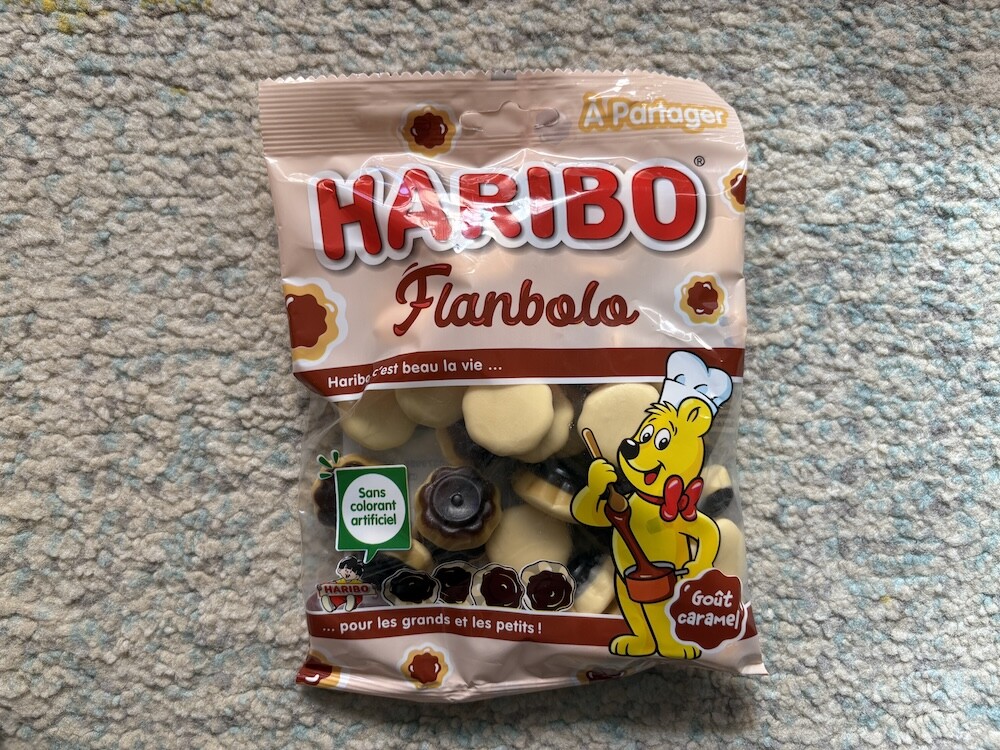 À Partager
HARIBO®
Flanbolo
Haribo c'est beau la vie ...
Sans
colorant
artificiel
HARIBO
Goût
caramel
... pour les grands et les petits !